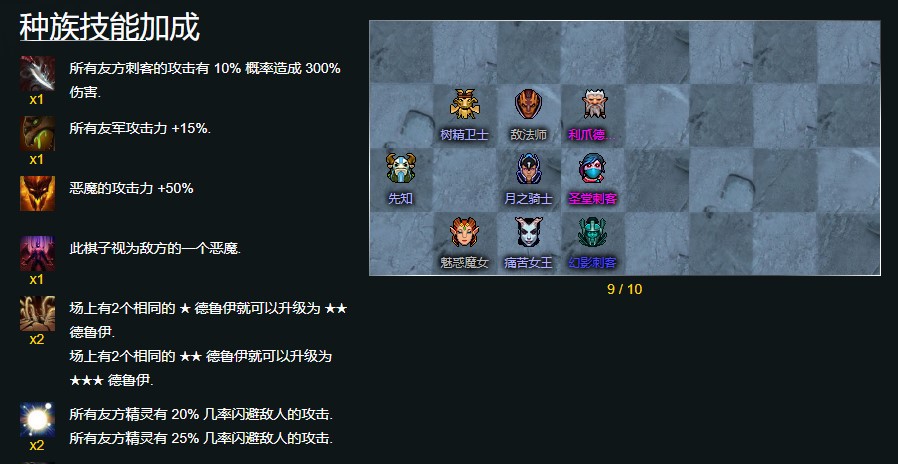 种族技能加成
所有友方刺客的攻击有 10% 概率造成 300%
伤害.
x1
所有友军攻击力 +15%.
x1
恶魔的攻击力 +50%
此棋子视为敌方的一个恶魔.
x1
场上有2个相同的 ★ 德鲁伊就可以升级为 ★★
德鲁伊.
x2
场上有2个相同的 ★★ 德鲁伊就可以升级为
★★★ 德鲁伊.
所有友方精灵有 20% 几率闪避敌人的攻击.
所有友方精灵有 25% 几率闪避敌人的攻击.
x2
树精卫士 敌法师 利爪德...
先知 月之骑士 圣堂刺客
魅惑魔女 痛苦女王 幻影刺客
9 / 10